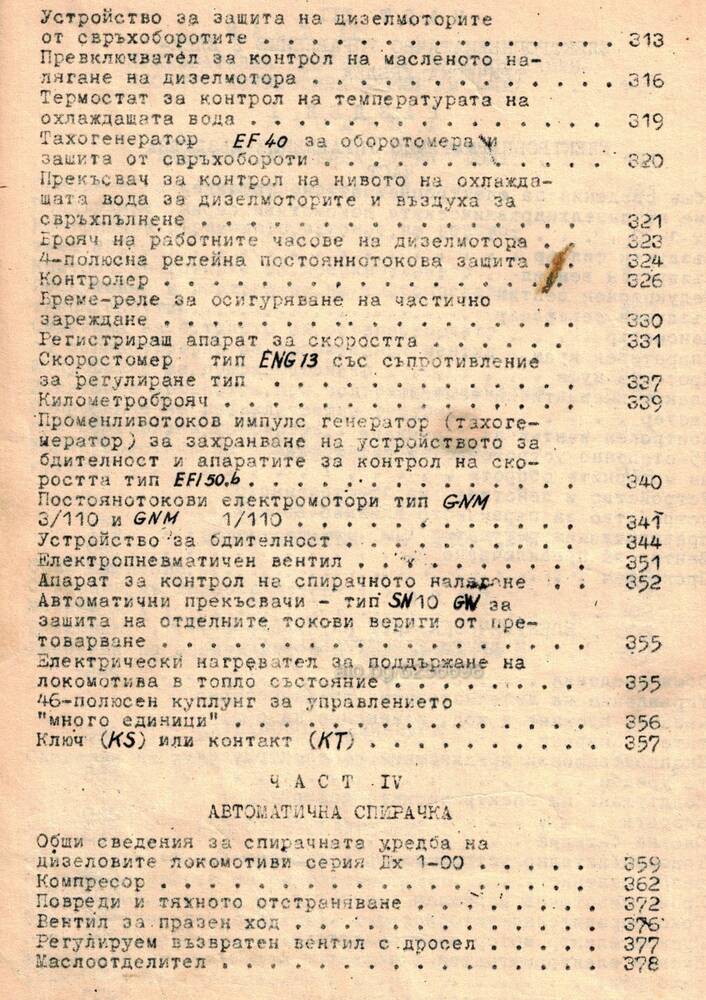 Устройство за защита на дизелмоторите
от свръхоборотите . . . . . . . . . . . . . . 313
Превключвател за контрол на масленото на-
лягане на дизелмотора . . . . . . . . . . . . 316
Термостат за контрол на температурата на
охлаждащата вода . . . . . . . . . . . . . . 319
Тахогенератор EF40 за оборотомера и
защита от свръхобороти . . . . . . . . . . . 320
Прекъсвач за контрол на нивото на охлажда-
щата вода за дизелмоторите и въздуха за
свръхпълнене . . . . . . . . . . . . . . . . 321
Брояч на работните часове на дизелмотора . . 323
4-полюсна релейна постояннотокова защита . . 324
Контролер . . . . . . . . . . . . . . . . . . 326
Време-реле за осигуряване на частично
зареждане . . . . . . . . . . . . . . . . . . 330
Регистриращ апарат за скоростта . . . . . . 331
Скоростомер тип ENG13 със съпротивление
за регулиране тип . . . . . . . . . . . . . . 337
Километроброяч . . . . . . . . . . . . . . . 339
Променливотоков импулс генератор (тахоге-
мератор) за захранване на устройството за
бдителност и апаратите за контрол на ско-
ростта тип EF150.b . . . . . . . . . . . . . 340
Постоянотокови електромотори тип GNM
3/110 и GNM 1/110 . . . . . . . . . . . . . 341
Устройство за бдителност . . . . . . . . . . 344
Електропневматичен вентил . . . . . . . . . 351
Апарат за контрол на спирачното налягане . . 352
Автоматични прекъсвачи - тип SN10 GW за
защита на отделните токови вериги от пре-
товарване . . . . . . . . . . . . . . . . . . 355
Електрически нагревател за поддържане на
локомотива в топло състояние . . . . . . . . 355
46-полюсен куплунг за управлението
"много единици" . . . . . . . . . . . . . . . 356
Ключ (KS) или контакт (KT) . . . . . . . . . 357
ЧАСТ IV
АВТОМАТИЧНА СПИРАЧКА
Общи сведения за спирачната уредба на
дизеловите локомотиви серия Дх 1-00 . . . . . 359
Компресор . . . . . . . . . . . . . . . . . . 362
Повреди и тяхното отстраняване . . . . . . . 372
Вентил за празен ход . . . . . . . . . . . . 376
Регулируем възвратен вентил с дросел . . . . 377
Маслоотделител . . . . . . . . . . . . . . . 378